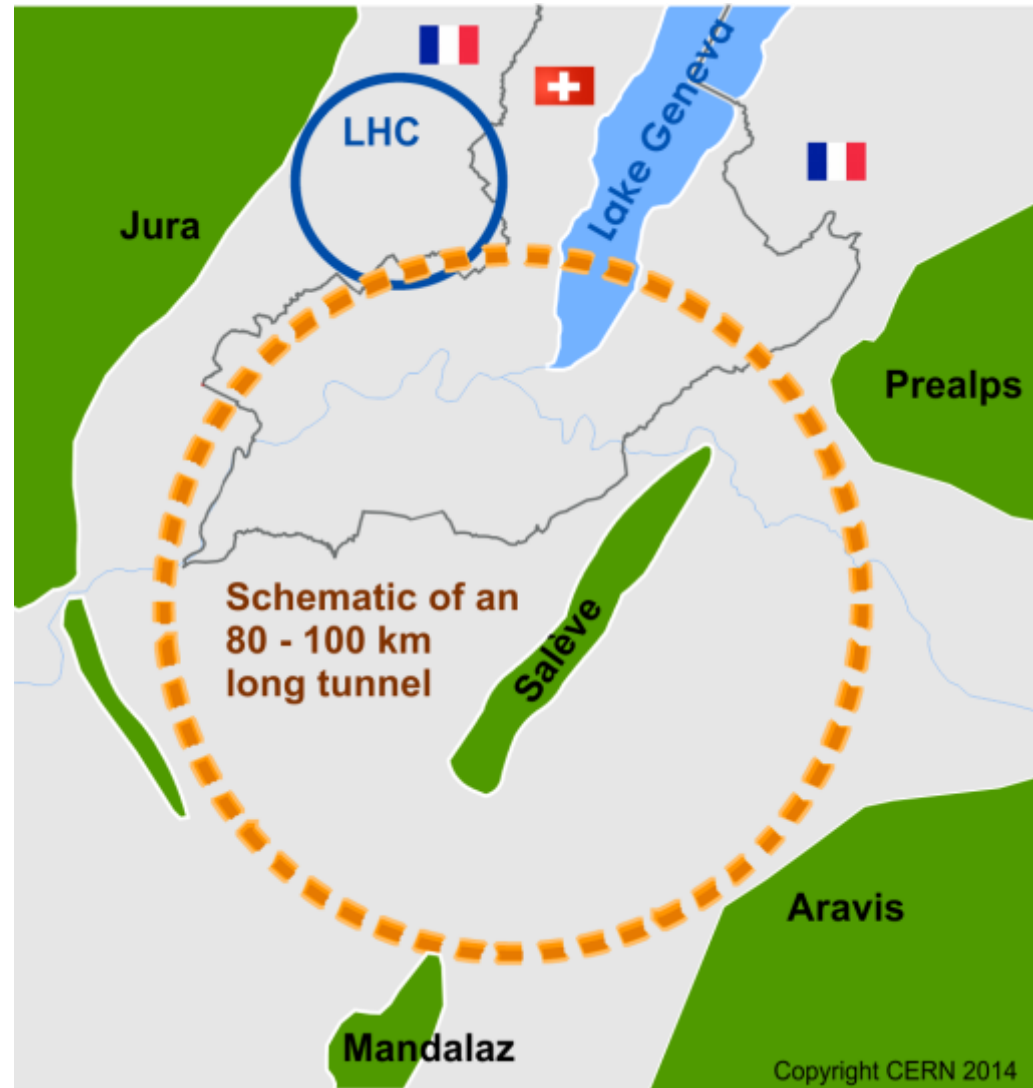 LHC
Lake Geneva
Jura
Prealps
Schematic of an
80 - 100 km
long tunnel
Salève
Aravis
Mandalaz
Copyright CERN 2014